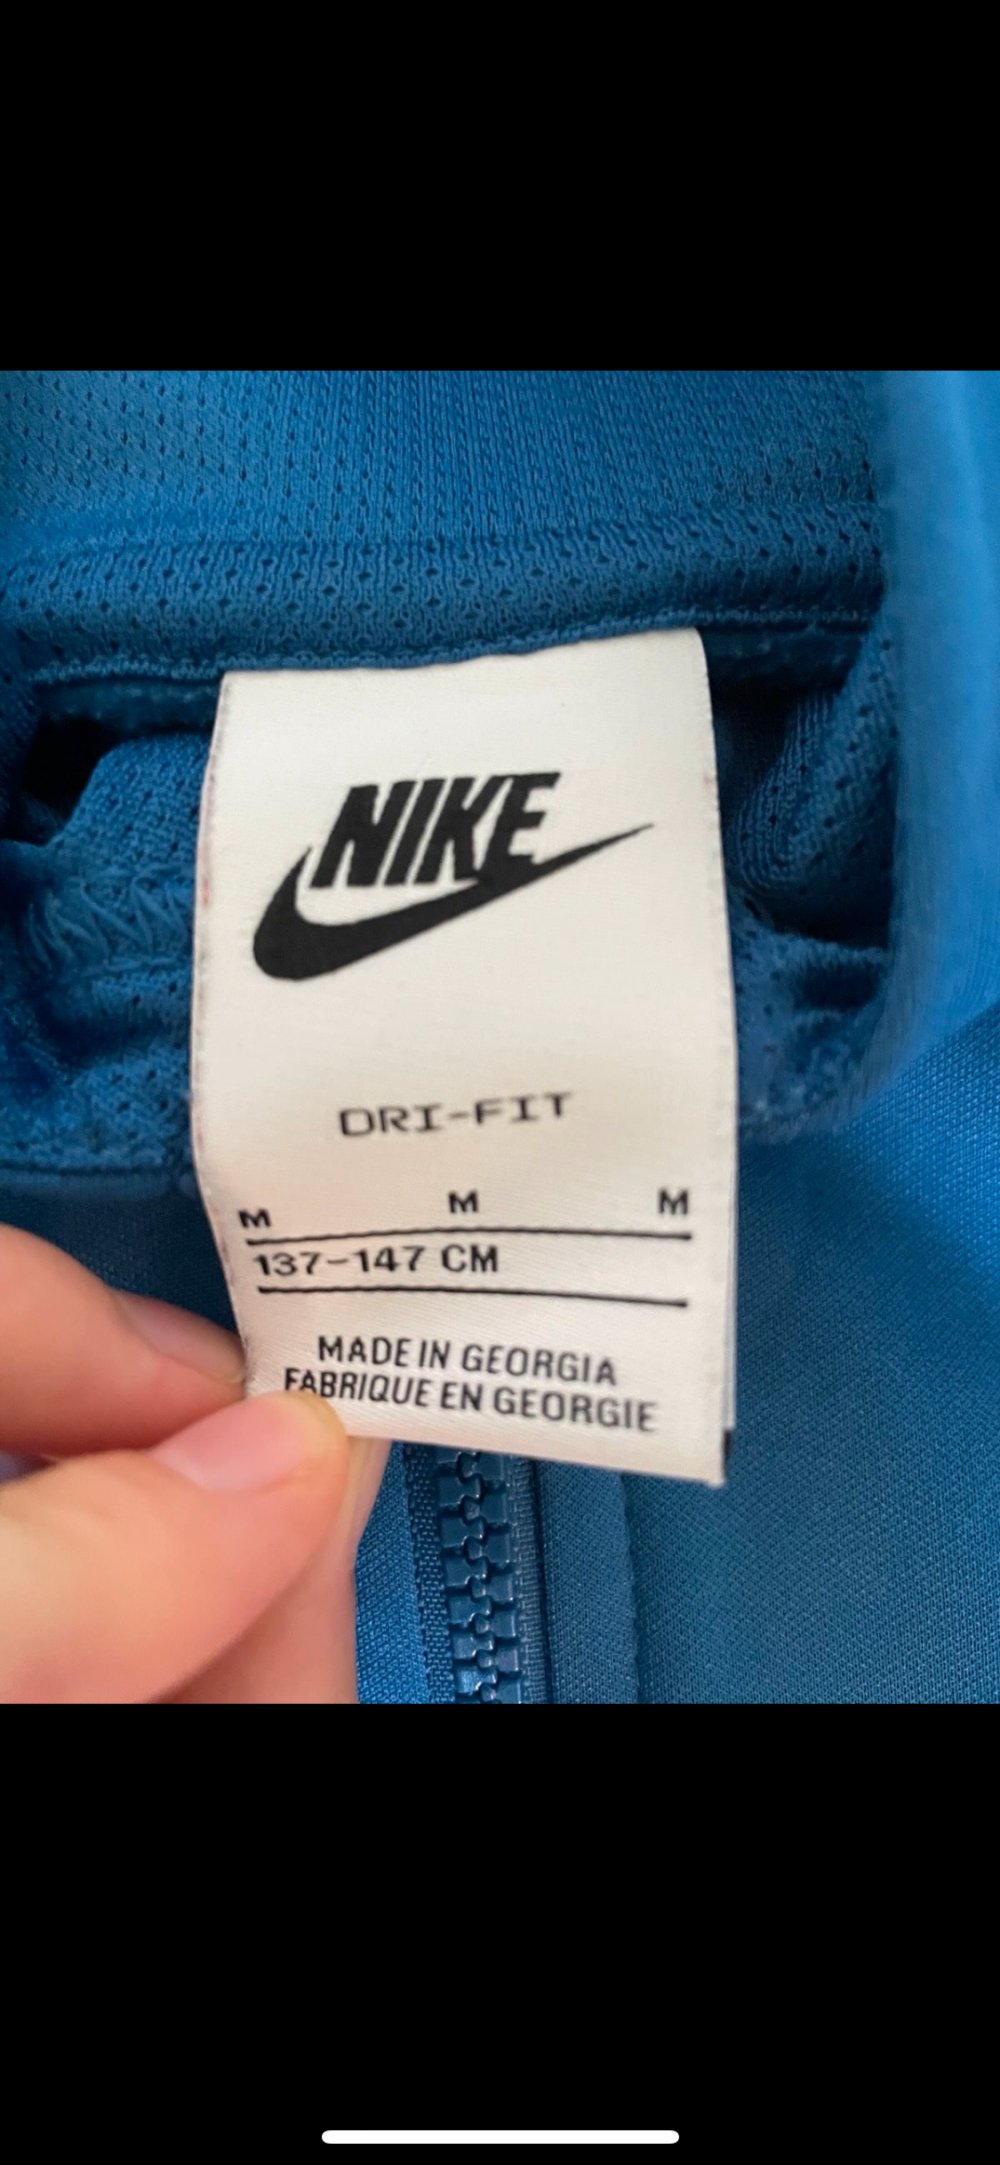 NIKE
DRI-FIT
M M M
137-147 CM
MADE IN GEORGIA
FABRIQUE EN GEORGIE